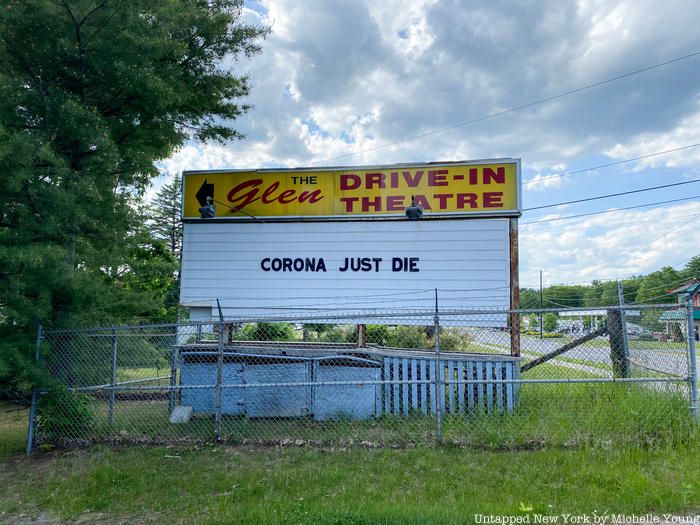 THE Glen DRIVE-IN THEATRE
CORONA JUST DIE
Untapped New York by Michelle Young